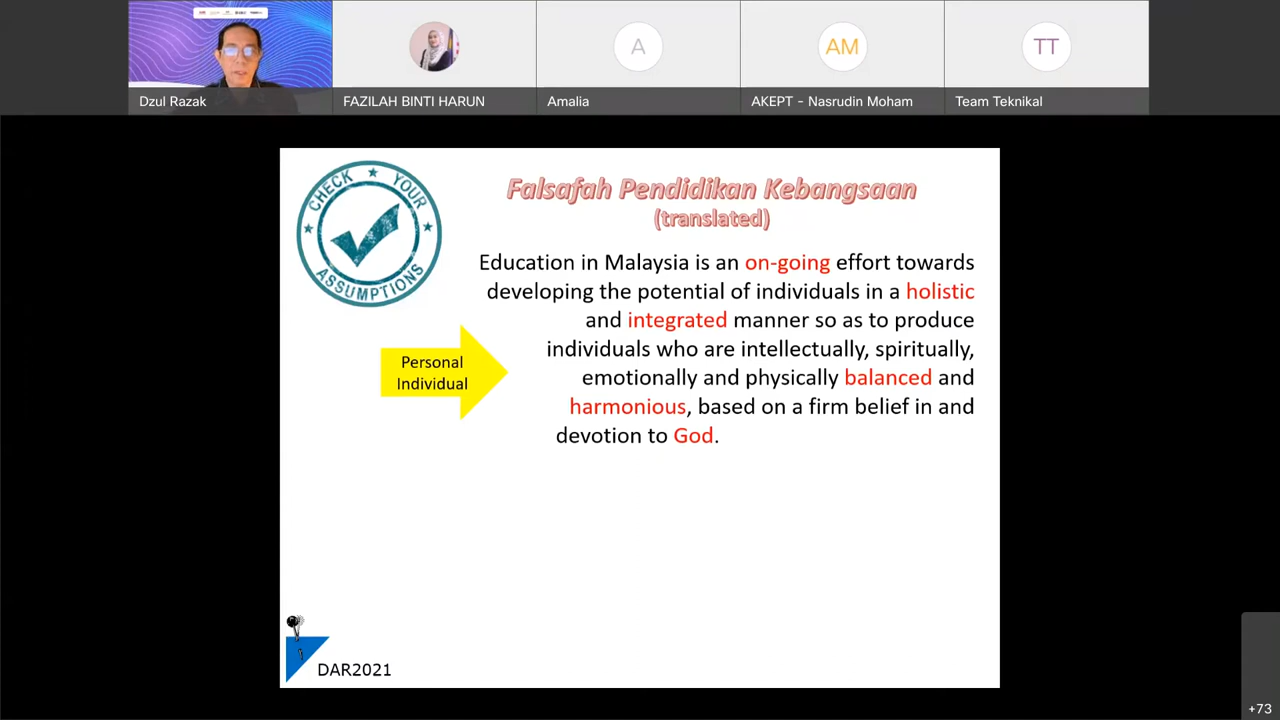 A
AM
TT
Dzul Razak
FAZILAH BINTI HARUN
Amalia
AKEPT - Nasrudin Moham
Team Teknikal
CHECK YOUR
ASSUMPTIONS
Falsafah Pendidikan Kebangsaan
(translated)
Education in Malaysia is an on-going effort towards
developing the potential of individuals in a holistic
and integrated manner so as to produce
individuals who are intellectually, spiritually,
emotionally and physically balanced and
harmonious, based on a firm belief in and
devotion to God.
Personal
Individual
DAR2021
+73